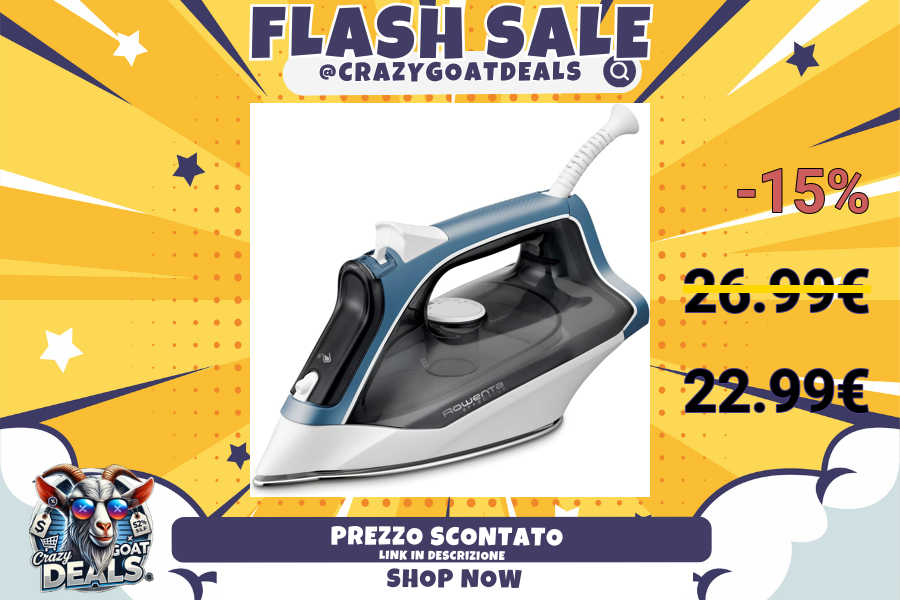 FLASH SALE
@CRAZYGOATDEALS
-15%
26.99€
22.99€
Rowenta
PREZZO SCONTATO
LINK IN DESCRIZIONE
SHOP NOW
$
52%
Crazy
GOAT
DEALS